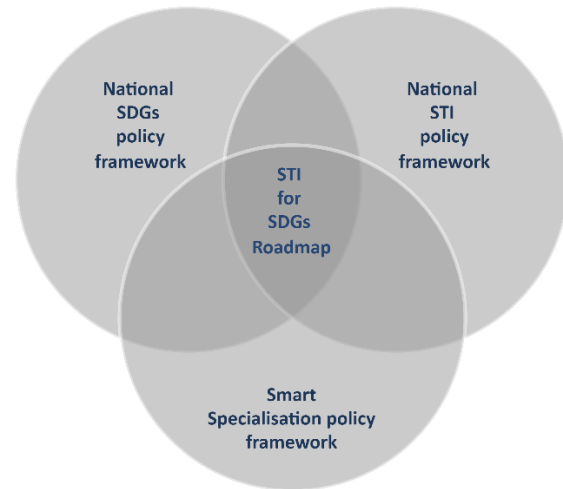 National
SDGs
policy
framework
National
STI
policy
framework
STI
for
SDGs
Roadmap
Smart
Specialisation policy
framework